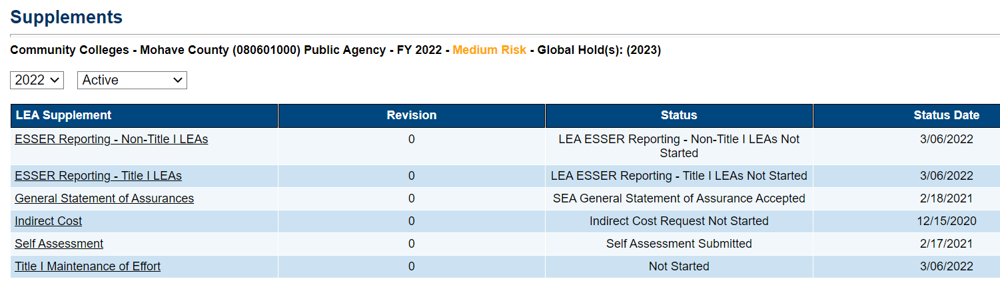 Supplements
Community Colleges - Mohave County (080601000) Public Agency - FY 2022 - Medium Risk - Global Hold(s): (2023)
2022 Active
LEA Supplement Revision Status Status Date
ESSER Reporting - Non-Title I LEAs 0 LEA ESSER Reporting - Non-Title I LEAs Not 3/06/2022
Started
ESSER Reporting - Title I LEAs 0 LEA ESSER Reporting - Title I LEAs Not Started 3/06/2022
General Statement of Assurances 0 SEA General Statement of Assurance Accepted 2/18/2021
Indirect Cost 0 Indirect Cost Request Not Started 12/15/2020
Self Assessment 0 Self Assessment Submitted 2/17/2021
Title I Maintenance of Effort 0 Not Started 3/06/2022